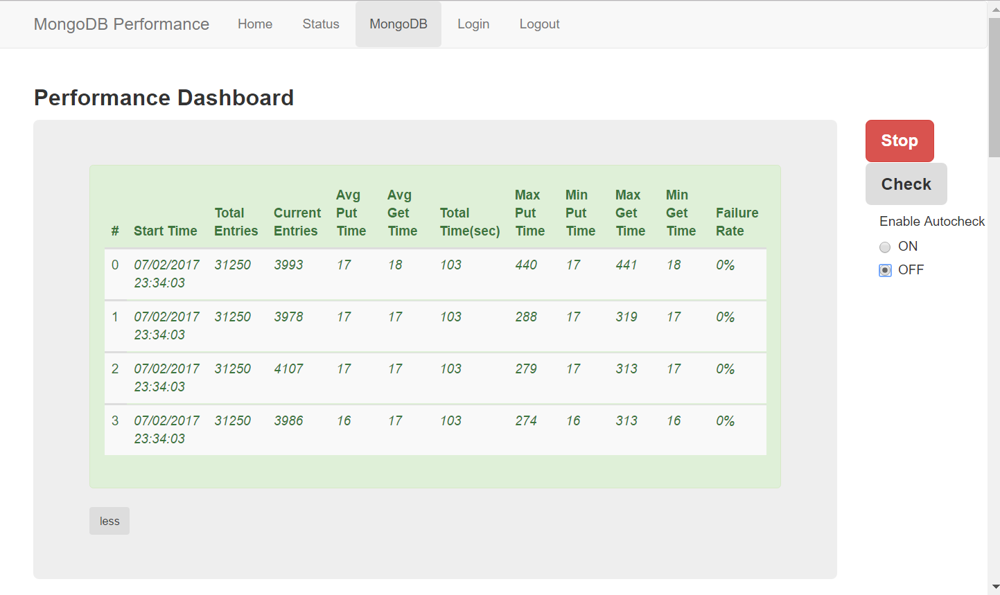 MongoDB Performance Home Status MongoDB Login Logout
Performance Dashboard
Stop
Check
Enable Autocheck
ON
OFF
# Start Time Total Entries Current Entries Avg Put Time Avg Get Time Total Time(sec) Max Put Time Min Put Time Max Get Time Min Get Time Failure Rate
0 07/02/2017 23:34:03 31250 3993 17 18 103 440 17 441 18 0%
1 07/02/2017 23:34:03 31250 3978 17 17 103 288 17 319 17 0%
2 07/02/2017 23:34:03 31250 4107 17 17 103 279 17 313 17 0%
3 07/02/2017 23:34:03 31250 3986 16 17 103 274 16 313 16 0%
less